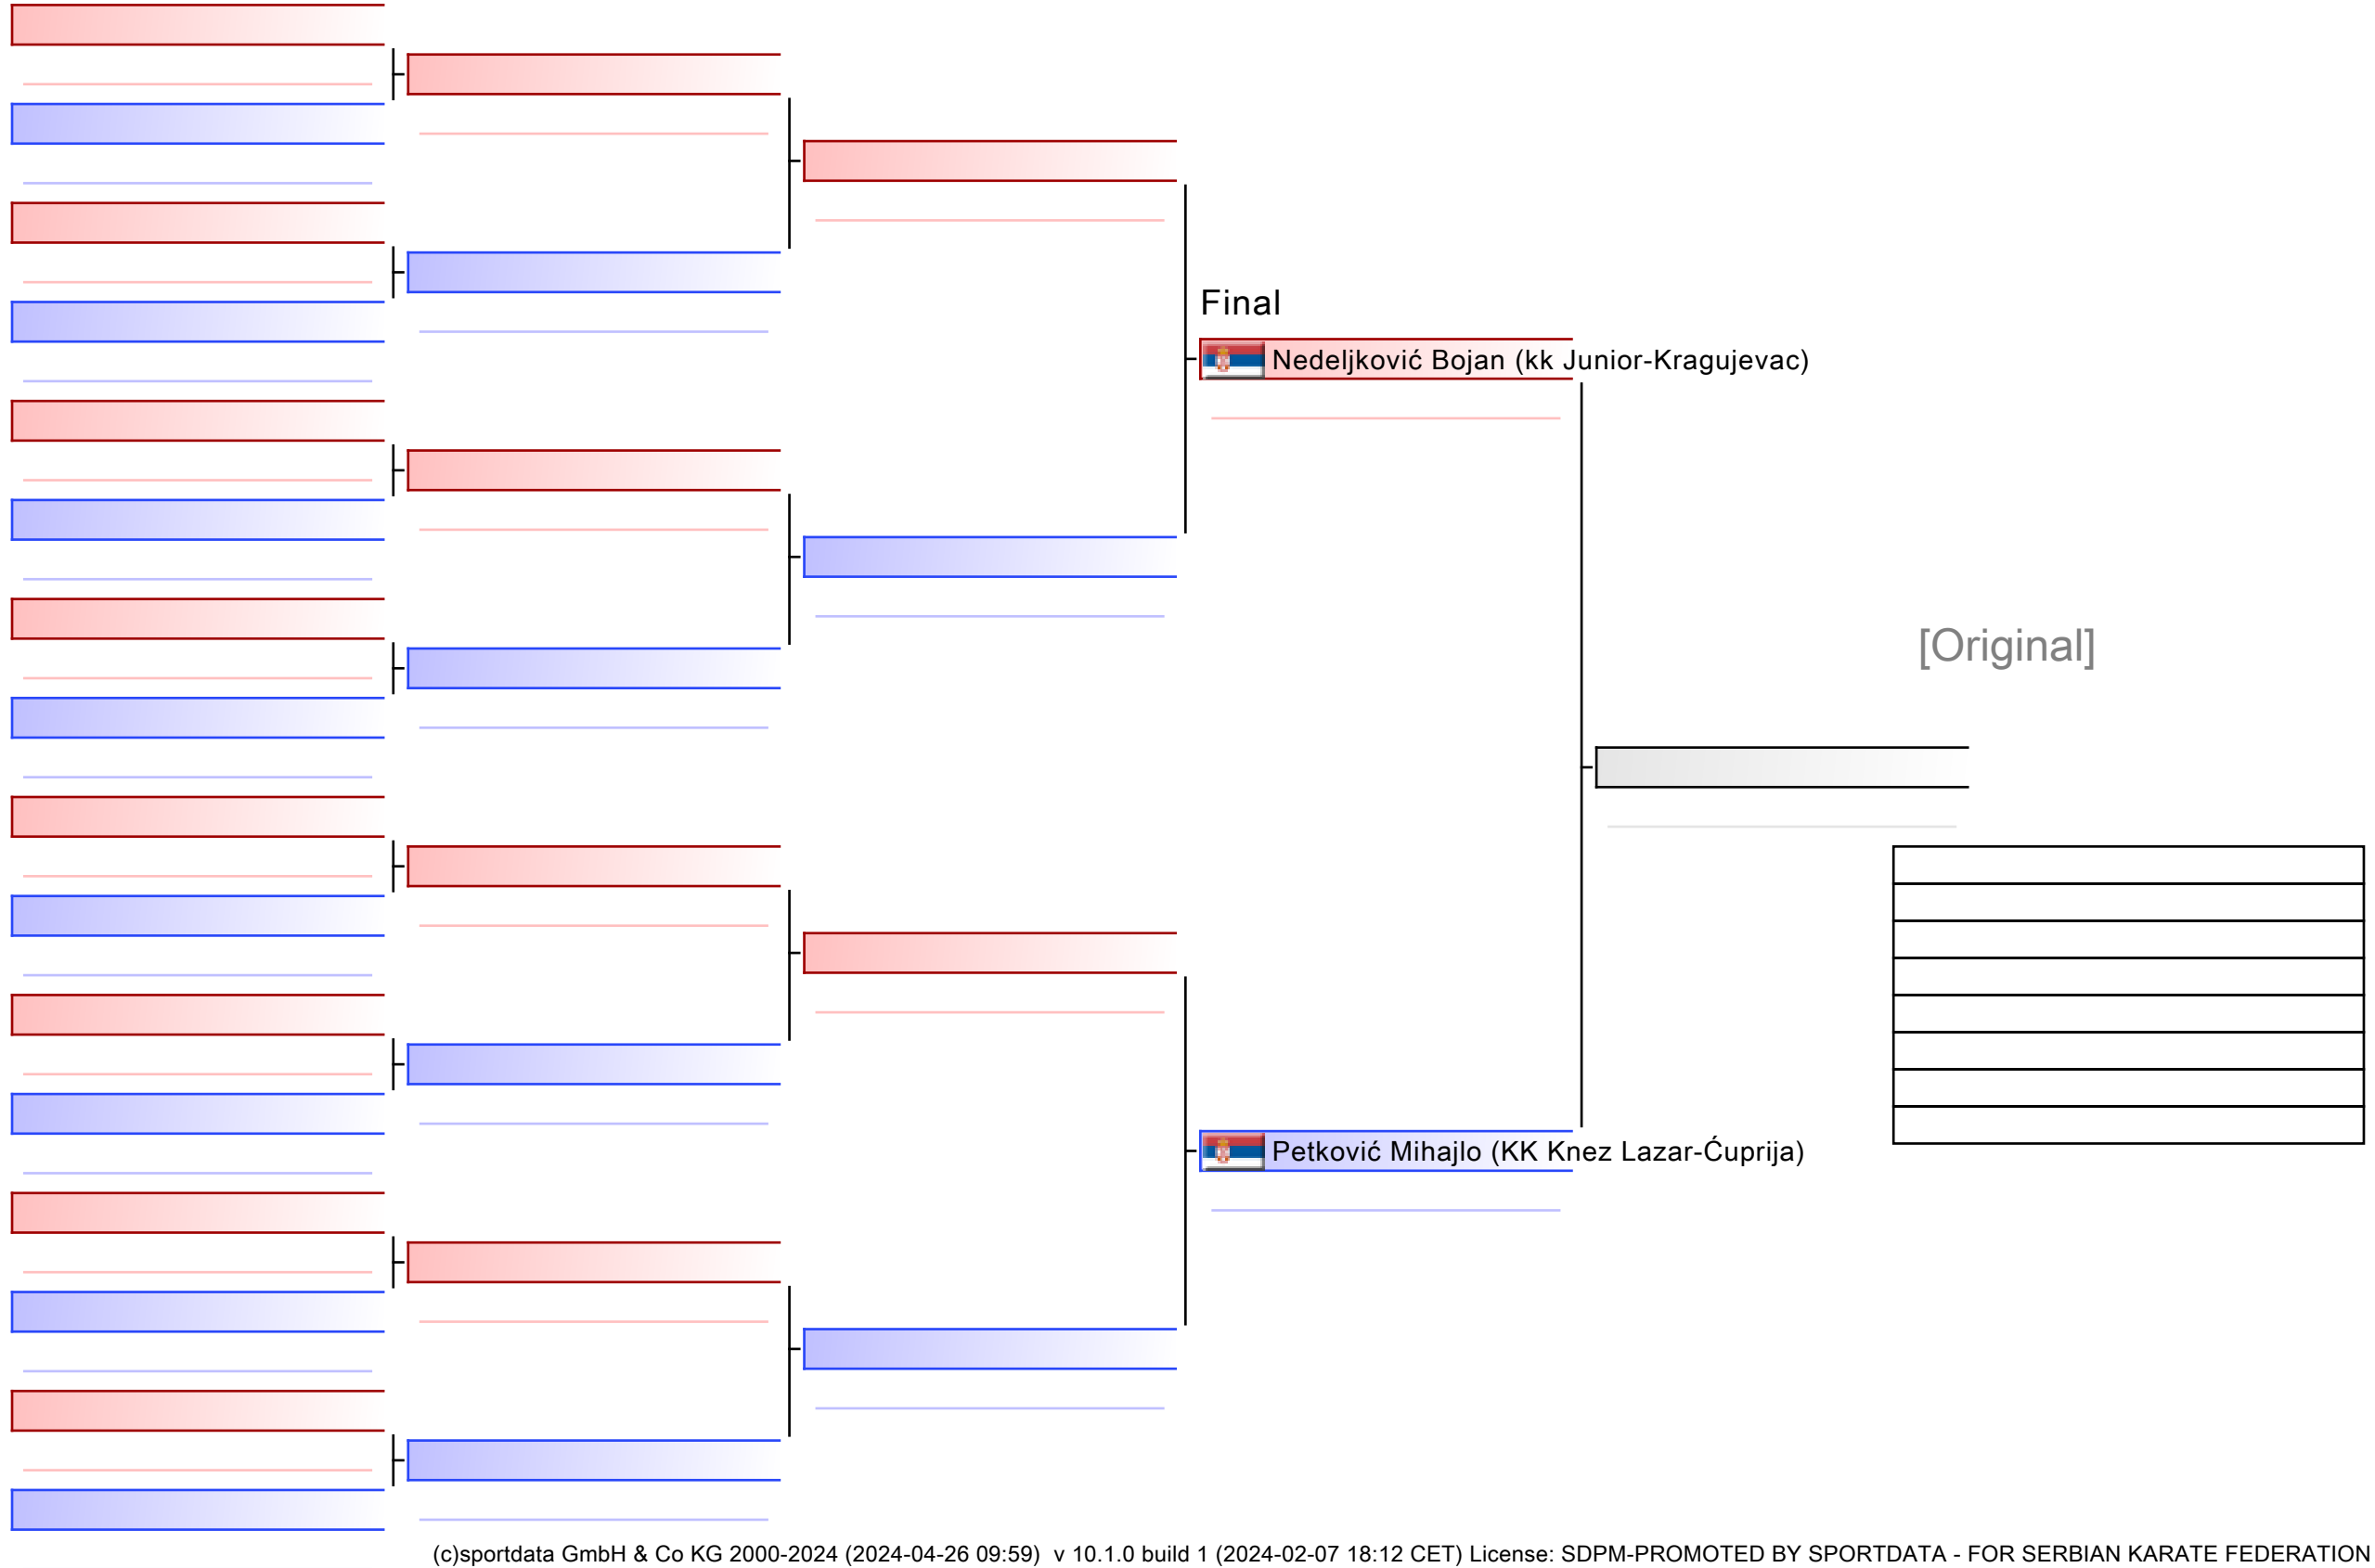 Final
Nedeljković Bojan (kk Junior-Kragujevac)
[Original]
Petković Mihajlo (KK Knez Lazar-Ćuprija)
(c)sportdata GmbH & Co KG 2000-2024 (2024-04-26 09:59)  v 10.1.0 build 1 (2024-02-07 18:12 CET) License: SDPM-PROMOTED BY SPORTDATA - FOR SERBIAN KARATE FEDERATION